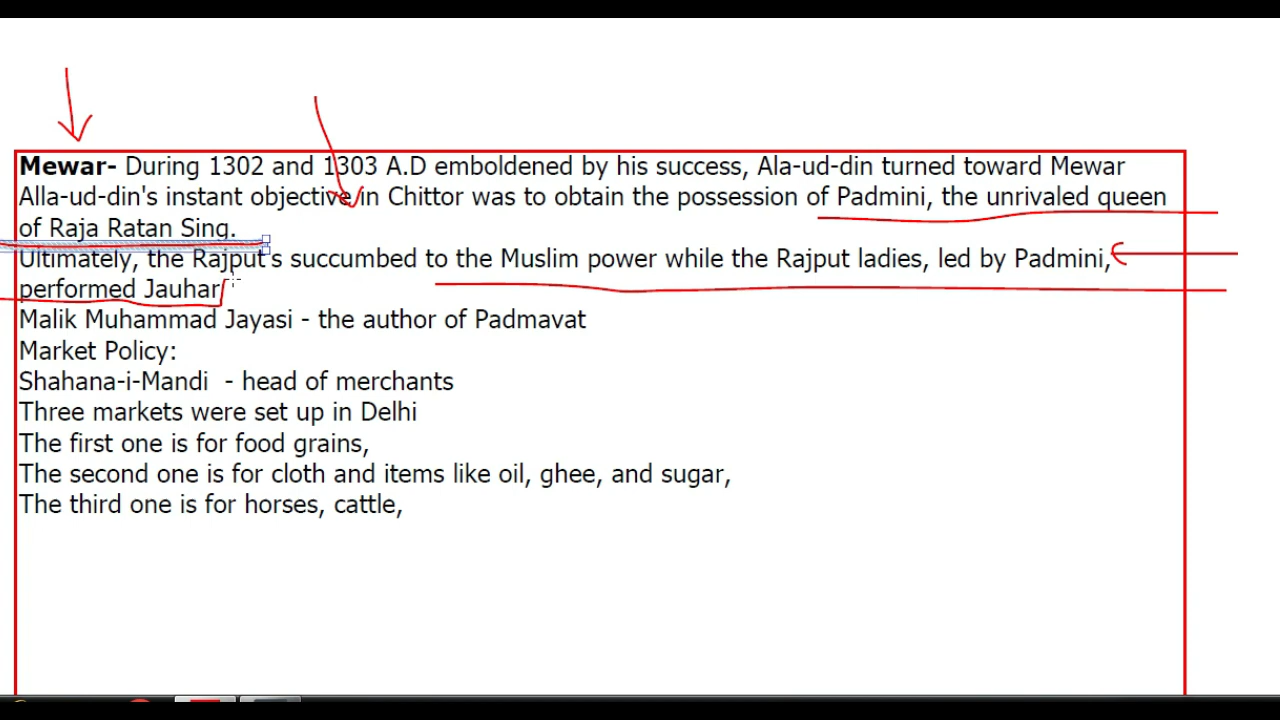 Mewar- During 1302 and 1303 A.D emboldened by his success, Ala-ud-din turned toward Mewar
Alla-ud-din's instant objective in Chittor was to obtain the possession of Padmini, the unrivaled queen
of Raja Ratan Sing.
Ultimately, the Rajput's succumbed to the Muslim power while the Rajput ladies, led by Padmini,
performed Jauhar
Malik Muhammad Jayasi - the author of Padmavat
Market Policy:
Shahana-i-Mandi - head of merchants
Three markets were set up in Delhi
The first one is for food grains,
The second one is for cloth and items like oil, ghee, and sugar,
The third one is for horses, cattle,